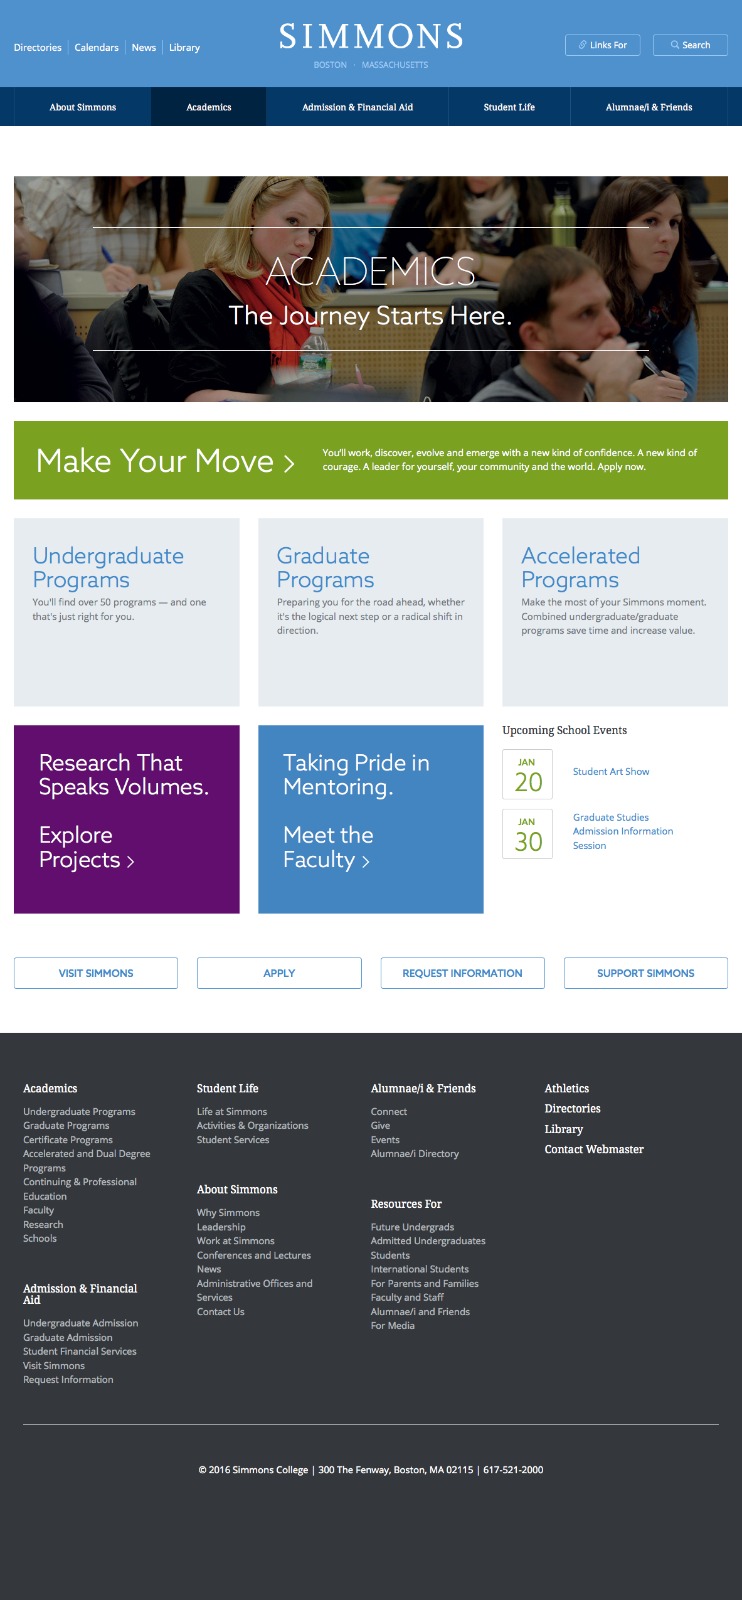 Directories
Calendars
News
Library
SIMMONS
BOSTON · MASSACHUSETTS
Links For
Search
About Simmons
Academics
Admission & Financial Aid
Student Life
Alumnae/i & Friends
ACADEMICS
The Journey Starts Here.
Make Your Move >
You'll work, discover, evolve and emerge with a new kind of confidence. A new kind of
courage. A leader for yourself, your community and the world. Apply now.
Undergraduate
Programs
You'll find over 50 programs — and one
that's just right for you.
Graduate
Programs
Preparing you for the road ahead, whether
it's the logical next step or a radical shift in
direction.
Accelerated
Programs
Make the most of your Simmons moment.
Combined undergraduate/graduate
programs save time and increase value.
Research That
Speaks Volumes.
Explore
Projects >
Taking Pride in
Mentoring.
Meet the
Faculty >
Upcoming School Events
JAN
20
Student Art Show
JAN
30
Graduate Studies
Admission Information
Session
VISIT SIMMONS
APPLY
REQUEST INFORMATION
SUPPORT SIMMONS
Academics
Undergraduate Programs
Graduate Programs
Certificate Programs
Accelerated and Dual Degree
Programs
Continuing & Professional
Education
Faculty
Research
Schools
Admission & Financial
Aid
Undergraduate Admission
Graduate Admission
Student Financial Services
Visit Simmons
Request Information
Student Life
Life at Simmons
Activities & Organizations
Student Services
About Simmons
Why Simmons
Leadership
Work at Simmons
Conferences and Lectures
News
Administrative Offices and
Services
Contact Us
Alumnae/i & Friends
Connect
Give
Events
Alumnae/i Directory
Resources For
Future Undergrads
Admitted Undergraduates
Students
International Students
For Parents and Families
Faculty and Staff
Alumnae/i and Friends
For Media
Athletics
Directories
Library
Contact Webmaster
© 2016 Simmons College | 300 The Fenway, Boston, MA 02115 | 617-521-2000